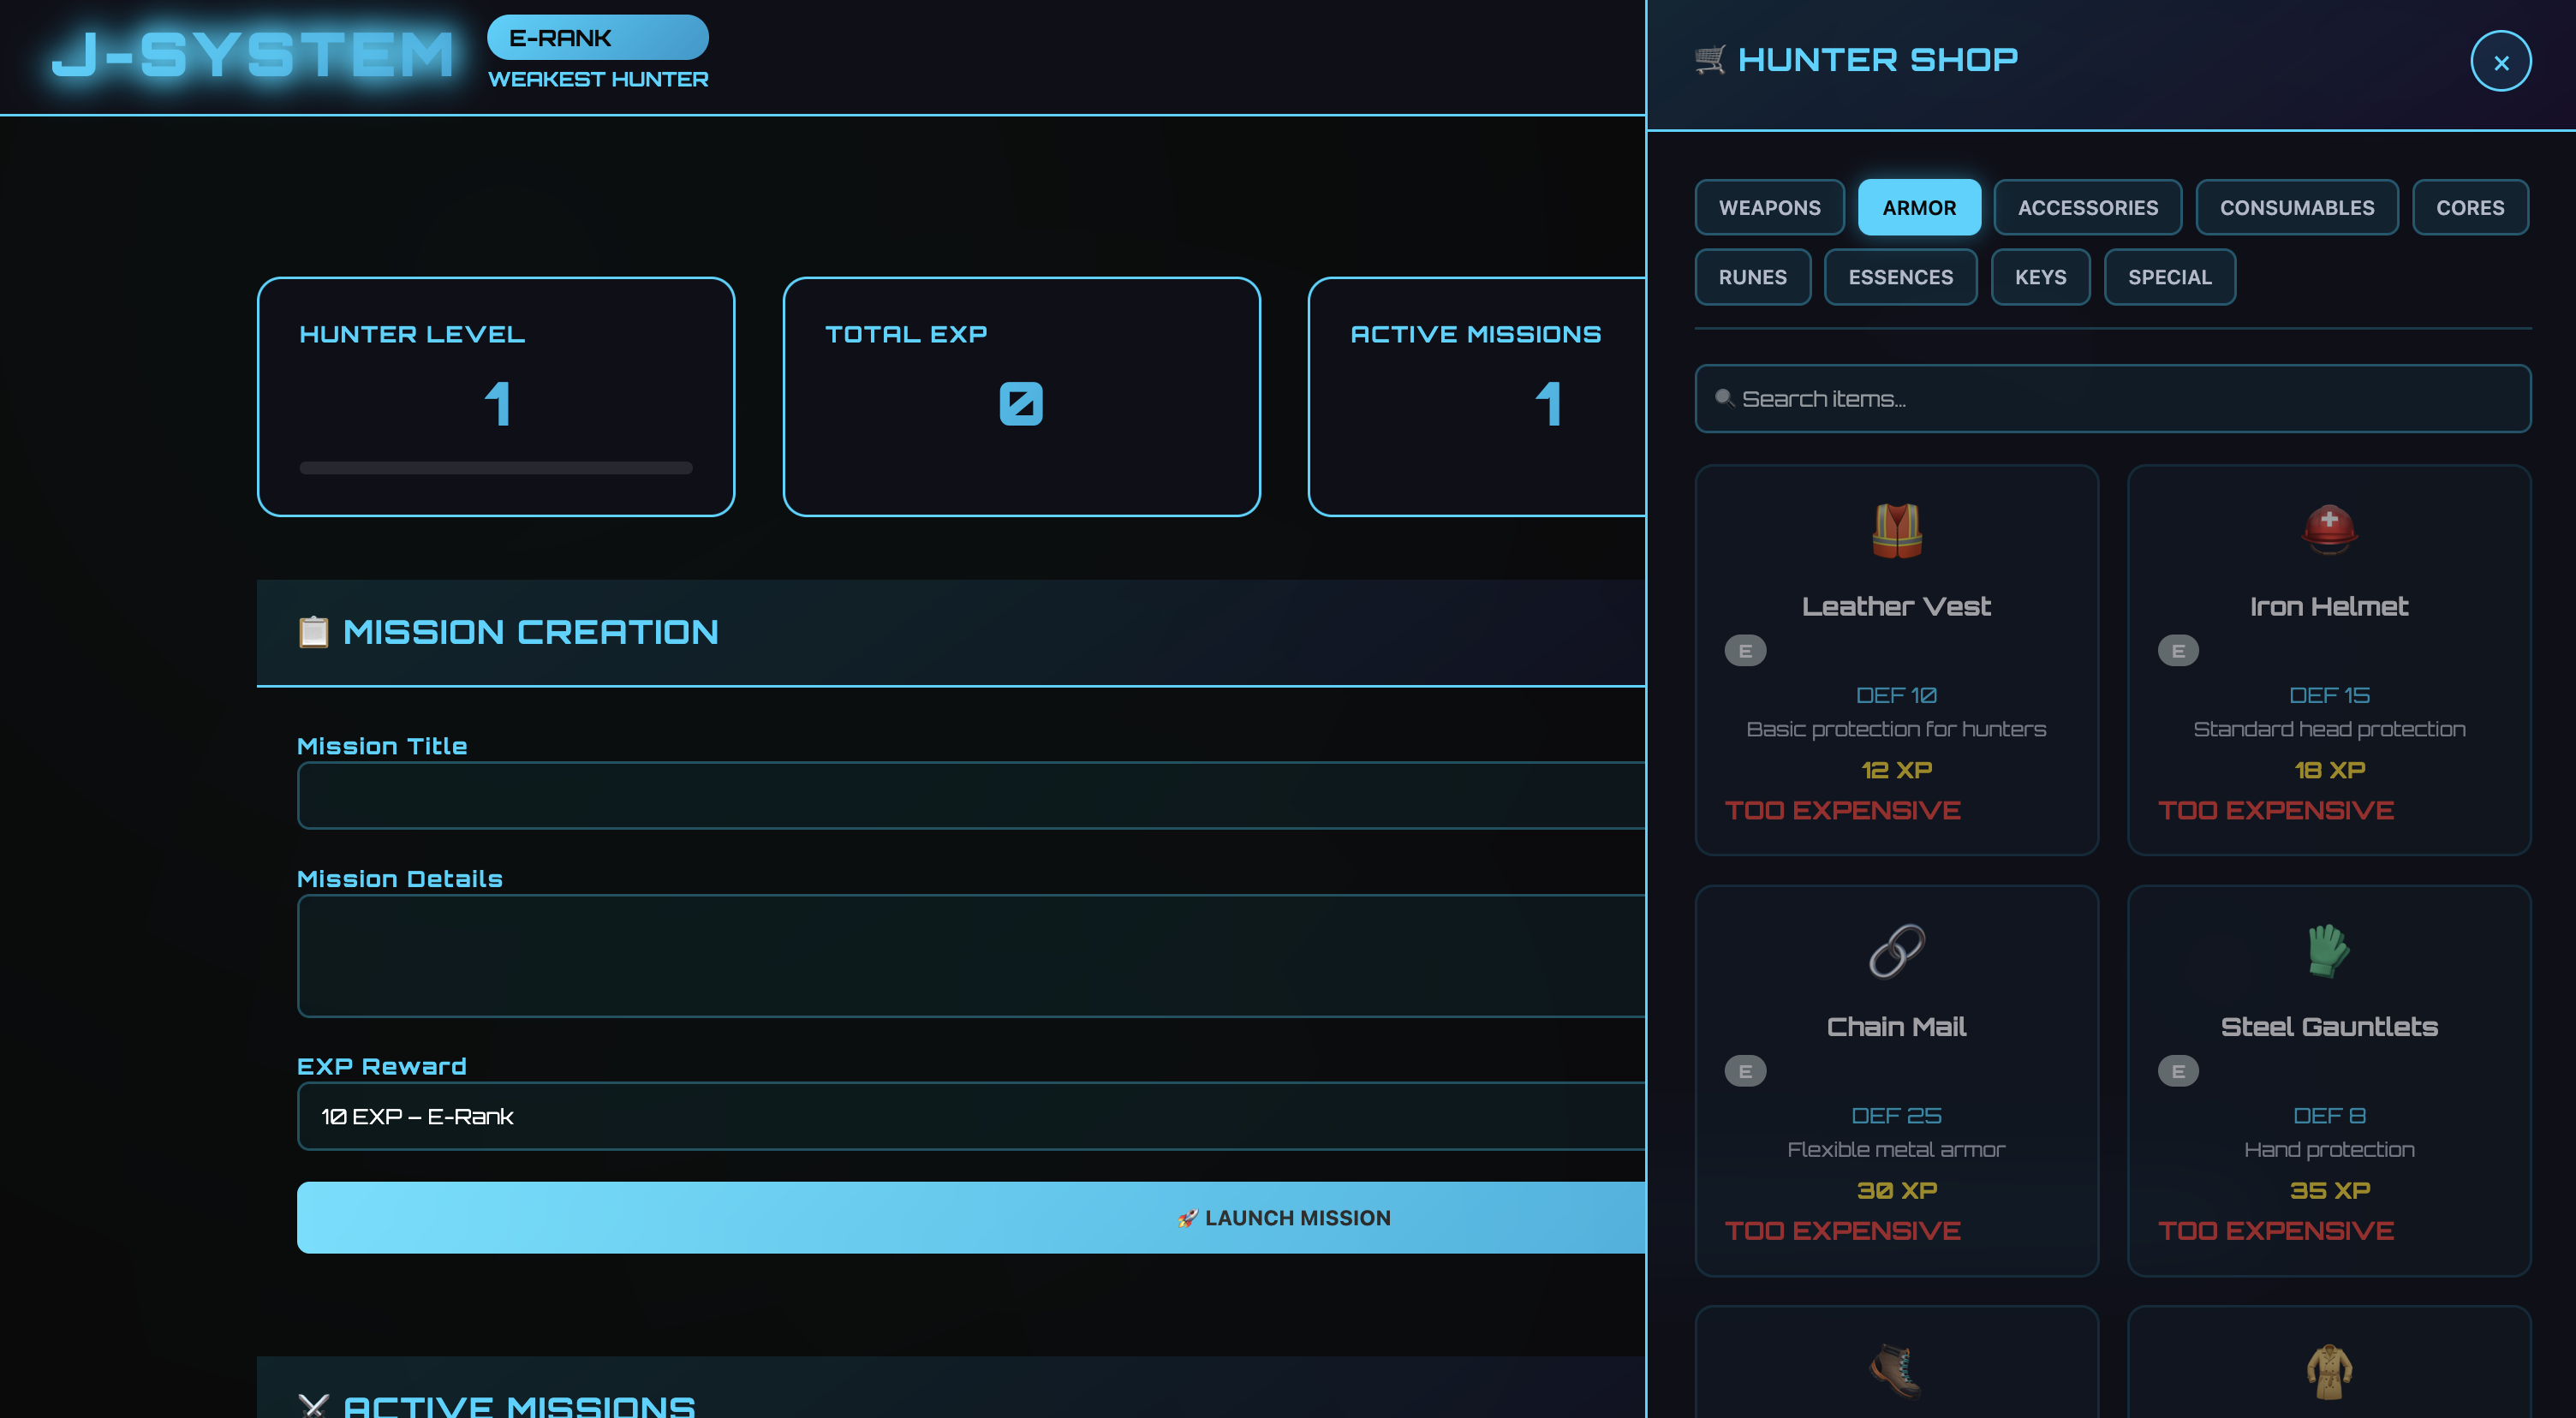 J-SYSTEM
E-RANK
WEAKEST HUNTER
HUNTER LEVEL
1
TOTAL EXP
0
ACTIVE MISSIONS
1
MISSION CREATION
Mission Title
Mission Details
EXP Reward
10 EXP – E-Rank
LAUNCH MISSION
ACTIVE MISSIONS
HUNTER SHOP
×
WEAPONS
ARMOR
ACCESSORIES
CONSUMABLES
CORES
RUNES
ESSENCES
KEYS
SPECIAL
Search items...
Leather Vest
E
DEF 10
Basic protection for hunters
12 XP
TOO EXPENSIVE
Iron Helmet
E
DEF 15
Standard head protection
18 XP
TOO EXPENSIVE
Chain Mail
E
DEF 25
Flexible metal armor
30 XP
TOO EXPENSIVE
Steel Gauntlets
E
DEF 8
Hand protection
35 XP
TOO EXPENSIVE